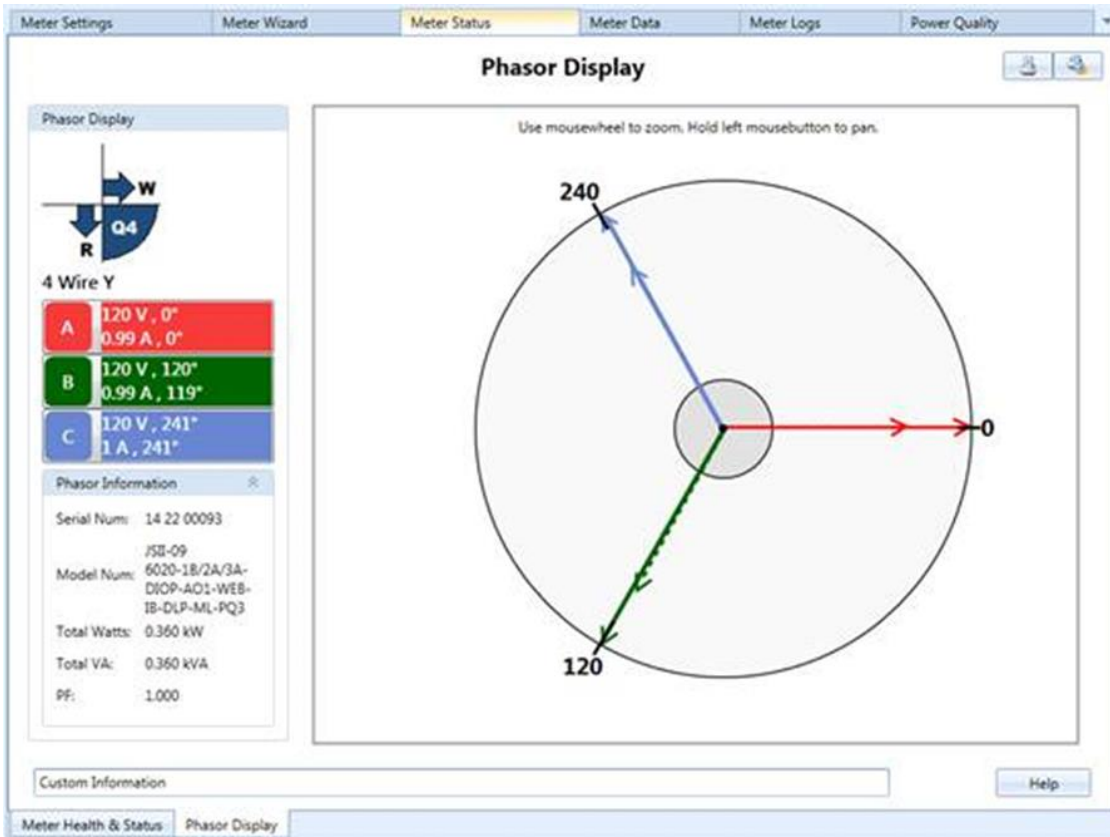 Meter Settings
Meter Wizard
Meter Status
Meter Data
Meter Logs
Power Quality
Phasor Display
Phasor Display
W
Q4
R
4 Wire Y
A
120 V , 0°
0.99 A , 0°
B
120 V , 120°
0.99 A , 119°
C
120 V , 241°
1 A , 241°
Phasor Information
Serial Num: 14 22 00093
Model Num: JSII-09
6020-1B/2A/3A-
DIOP-AO1-WEB-
IB-DLP-ML-PQ3
Total Watts: 0.360 kW
Total VA: 0.360 kVA
PF: 1.000
Use mousewheel to zoom. Hold left mousebutton to pan.
240
0
120
Custom Information
Help
Meter Health & Status
Phasor Display